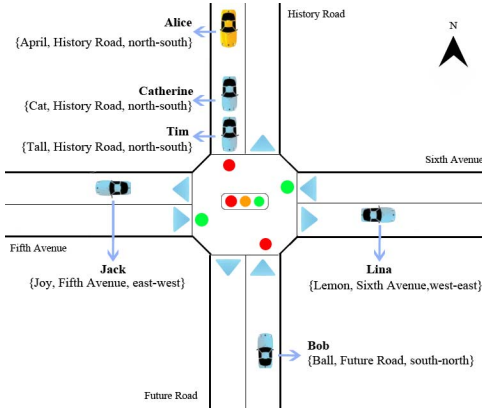 Alice
History Road
{April, History Road, north-south}
N
Catherine
{Cat, History Road, north-south}
Tim
{Tall, History Road, north-south}
Sixth Avenue
Fifth Avenue
Jack
{Joy, Fifth Avenue, east-west}
Lina
{Lemon, Sixth Avenue,west-east}
Bob
{Ball, Future Road, south-north}
Future Road